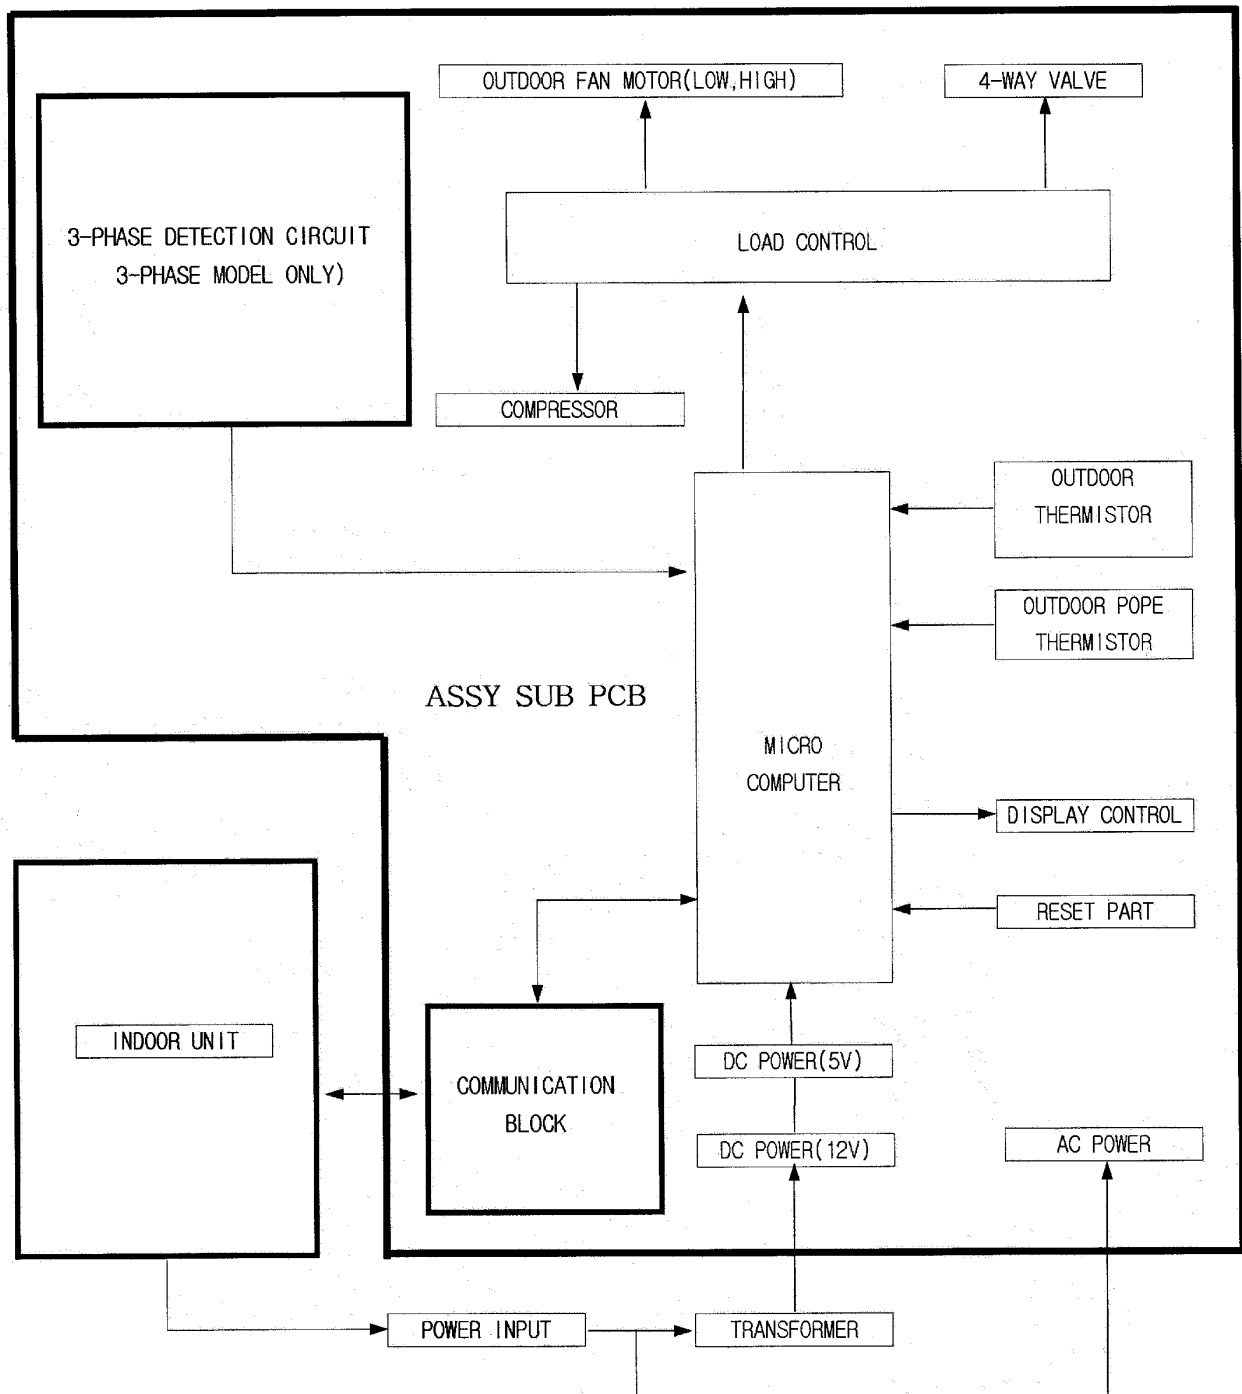 OUTDOOR FAN MOTOR(LOW,HIGH)
4-WAY VALVE
3-PHASE DETECTION CIRCUIT
3-PHASE MODEL ONLY)
LOAD CONTROL
COMPRESSOR
OUTDOOR
THERMISTOR
OUTDOOR POPE
THERMISTOR
ASSY SUB PCB
MICRO
COMPUTER
DISPLAY CONTROL
RESET PART
INDOOR UNIT
COMMUNICATION
BLOCK
DC POWER(5V)
DC POWER(12V)
AC POWER
POWER INPUT
TRANSFORMER